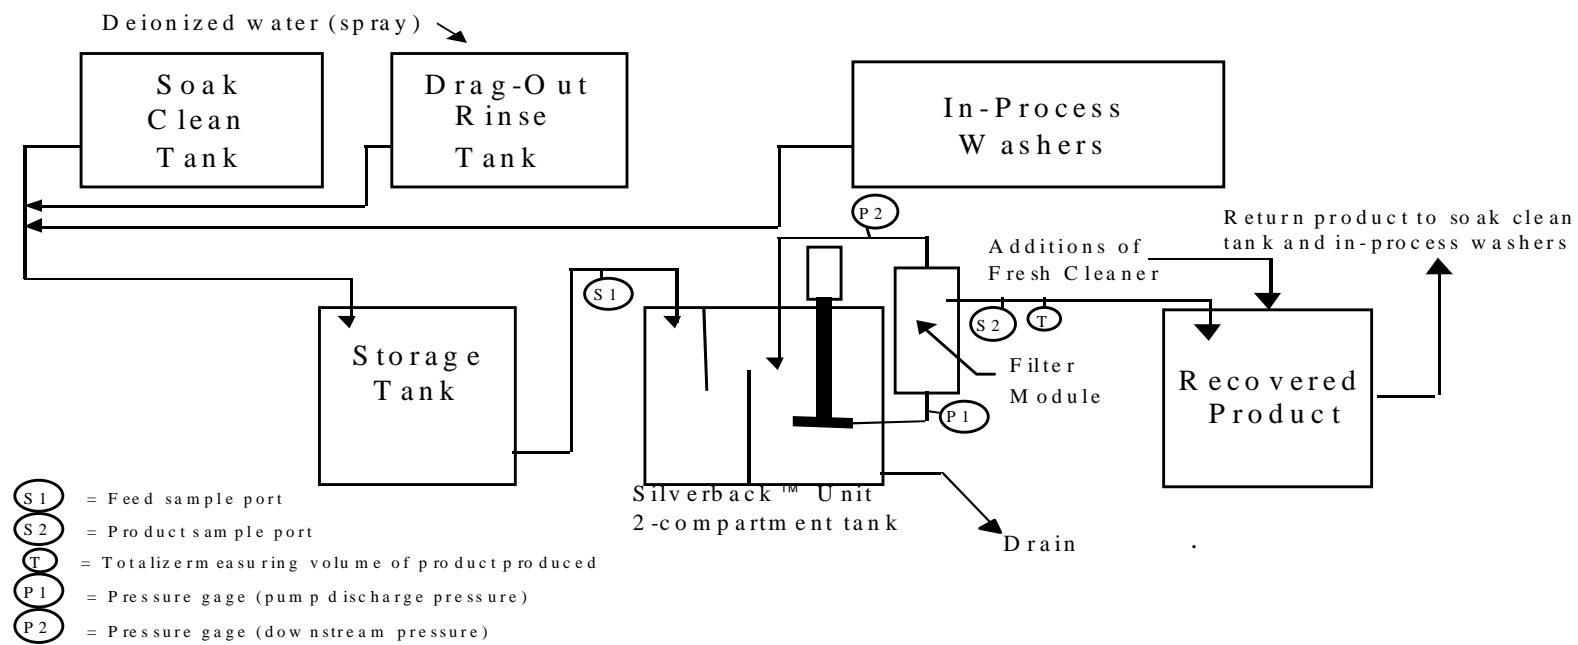 Deionized water (spray)
Soak
Clean
Tank
Drag-Out
Rinse
Tank
In-Process
Washers
P2
Return product to soak clean
tank and in-process washers
Additions of
Fresh Cleaner
S1
S2
T
Storage
Tank
Filter
Module
P1
Recovered
Product
Silverback™ Unit
2-compartment tank
Drain
.
S1 = Feed sample port
S2 = Product sample port
T = Totalizer measuring volume of product produced
P1 = Pressure gage (pump discharge pressure)
P2 = Pressure gage (downstream pressure)